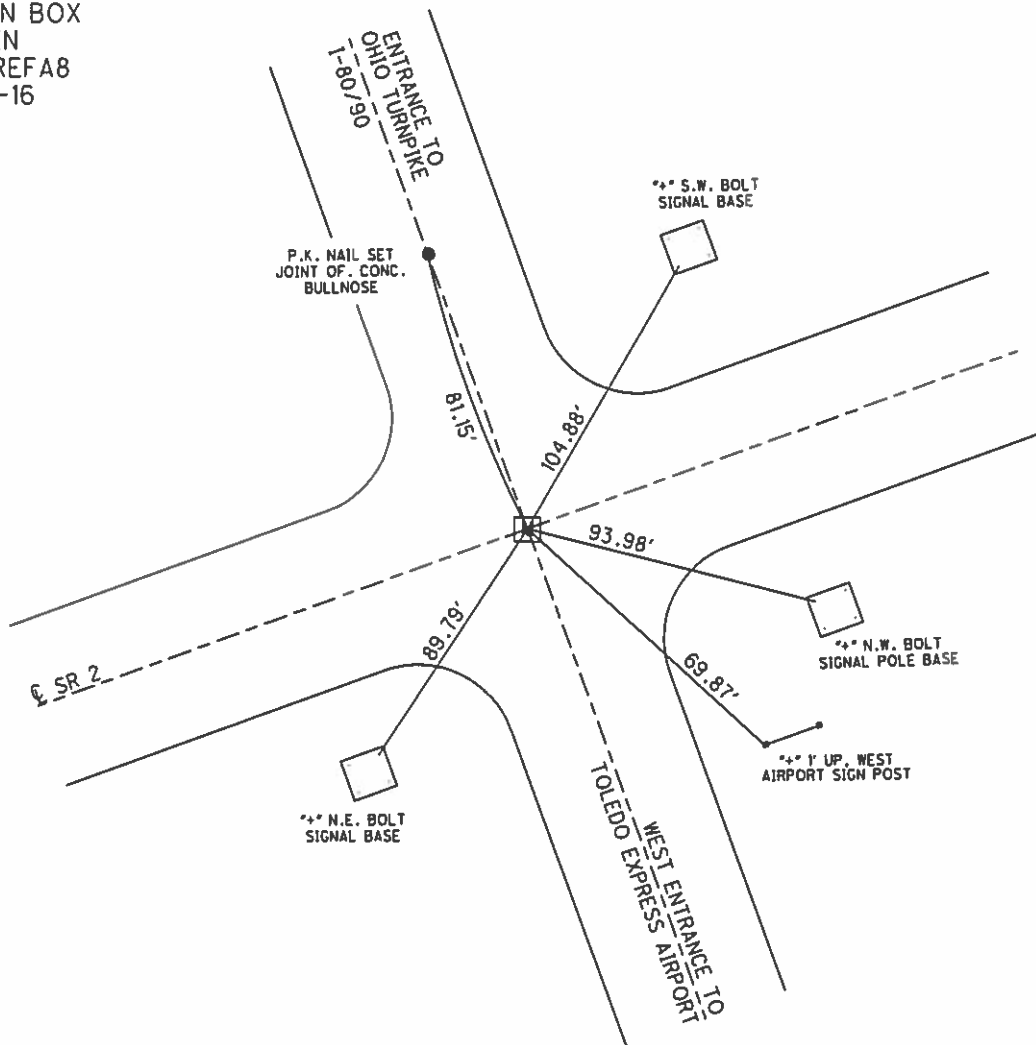 N BOX
N
REFA8
-16
ENTRANCE TO
OHIO TURNPIKE
I-80/90
"+" S.W. BOLT
SIGNAL BASE
P.K. NAIL SET
JOINT OF. CONC.
BULLNOSE
81.15'
104.88'
93.98'
89.79'
69.87'
℄ SR 2
"+" N.W. BOLT
SIGNAL POLE BASE
"+" 1' UP, WEST
AIRPORT SIGN POST
"+" N.E. BOLT
SIGNAL BASE
WEST ENTRANCE TO
TOLEDO EXPRESS AIRPORT